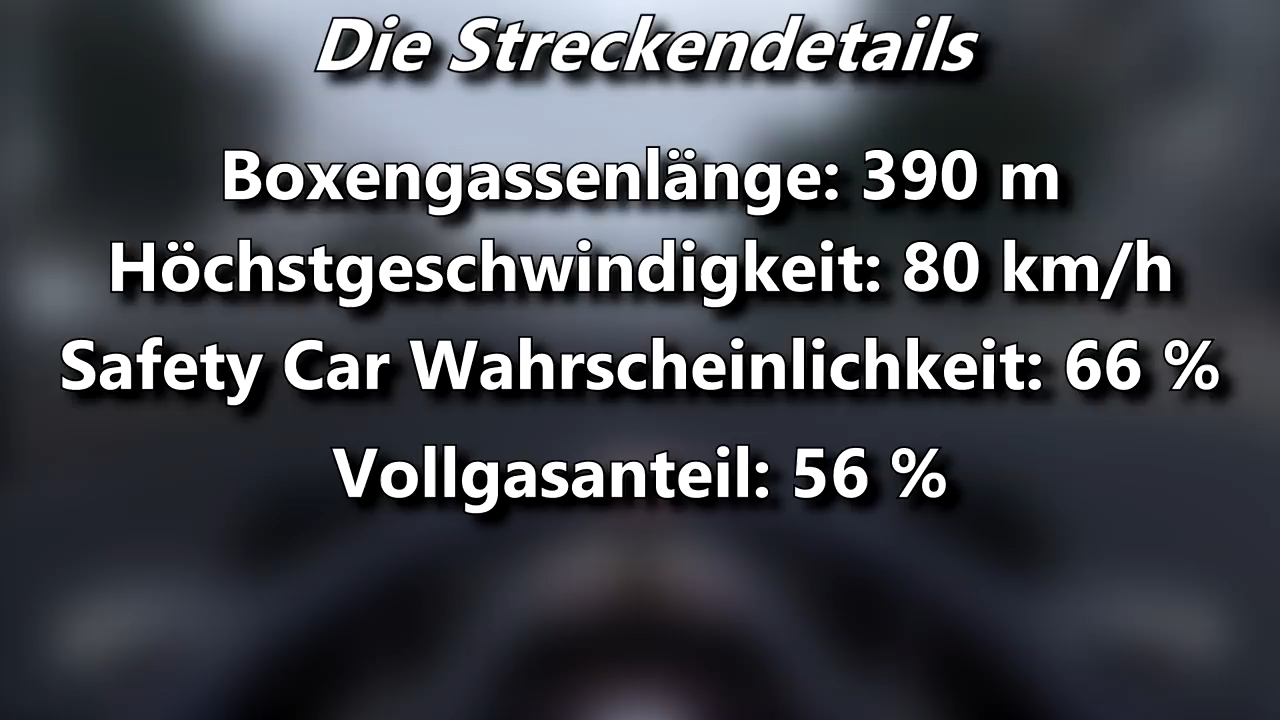 Die Streckendetails
Boxengassenlänge: 390 m
Höchstgeschwindigkeit: 80 km/h
Safety Car Wahrscheinlichkeit: 66 %
Vollgasanteil: 56 %